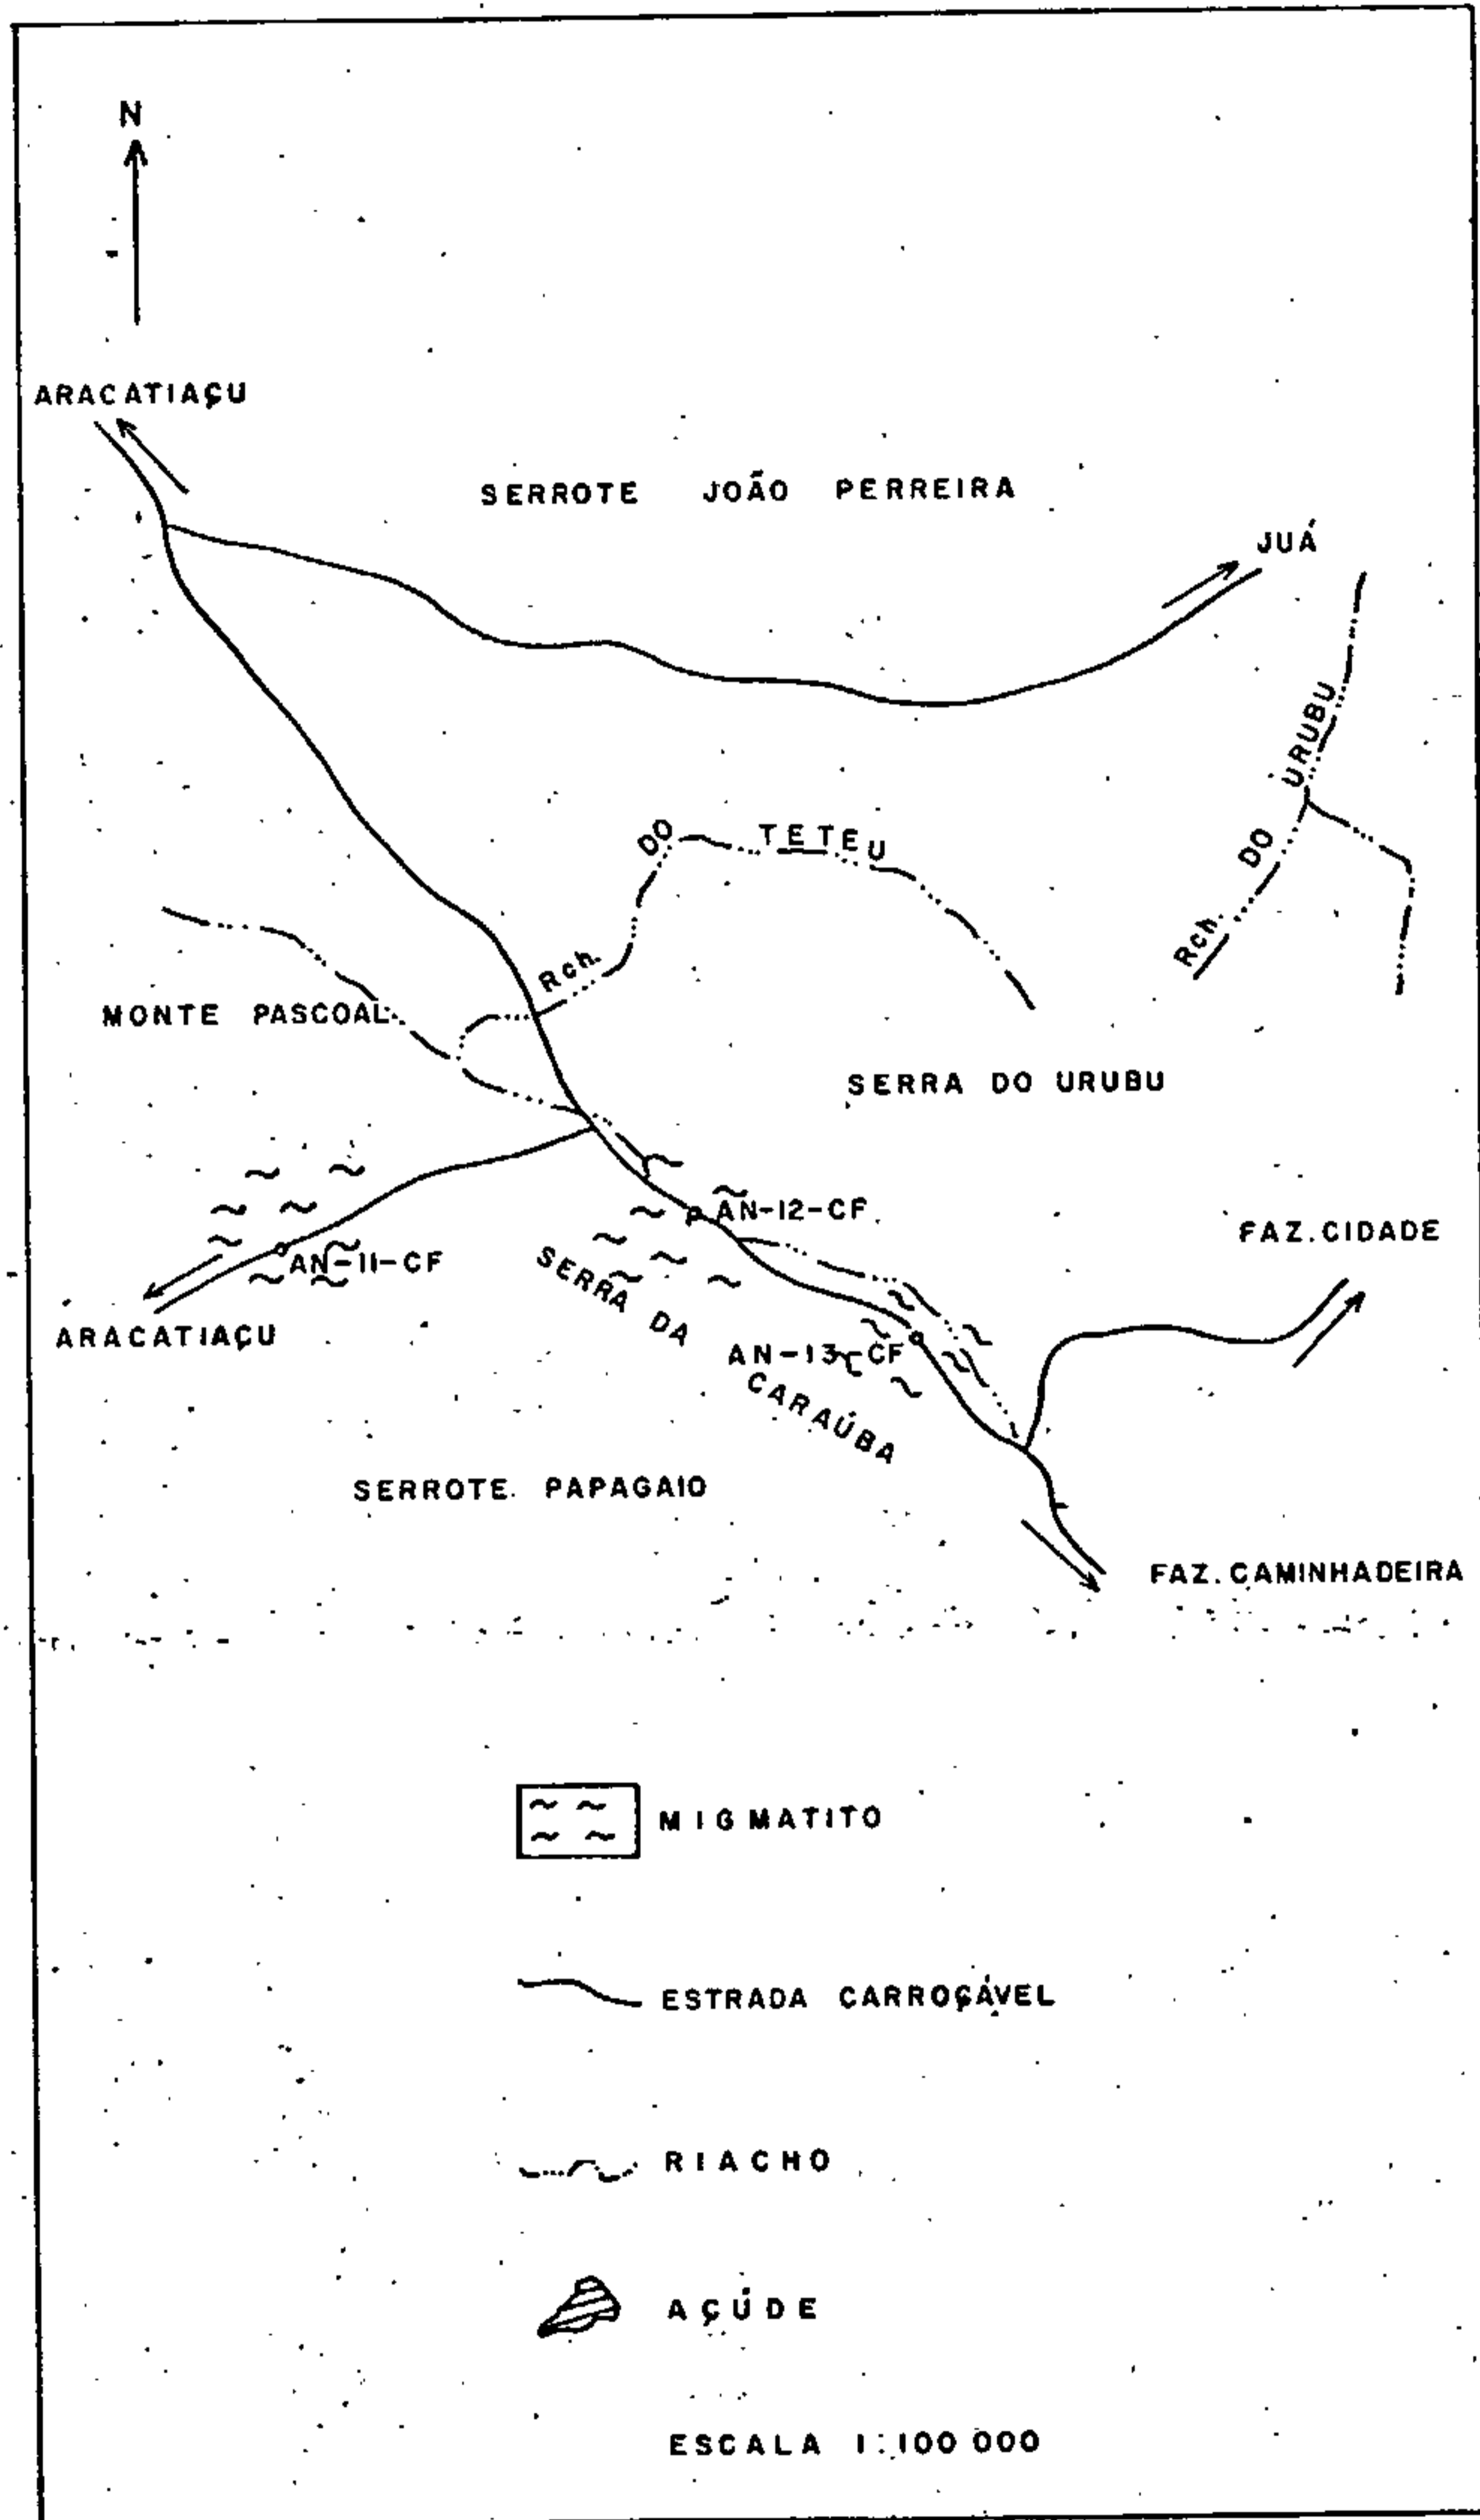 N
ARACATIAÇU
SERROTE JOÃO PERREIRA
JUÁ
Rch. DO URUBU
Rch. DO TETEU
MONTE PASCOAL
SERRA DO URUBU
AN-12-CF
FAZ. CIDADE
AN-11-CF
SERRA DA CARAÚBA
ARACATIAÇU
AN-13-CF
SERROTE PAPAGAIO
FAZ. CAMINHADEIRA
MIGMATITO
ESTRADA CARROÇÁVEL
RIACHO
AÇÚDE
ESCALA 1:100 000